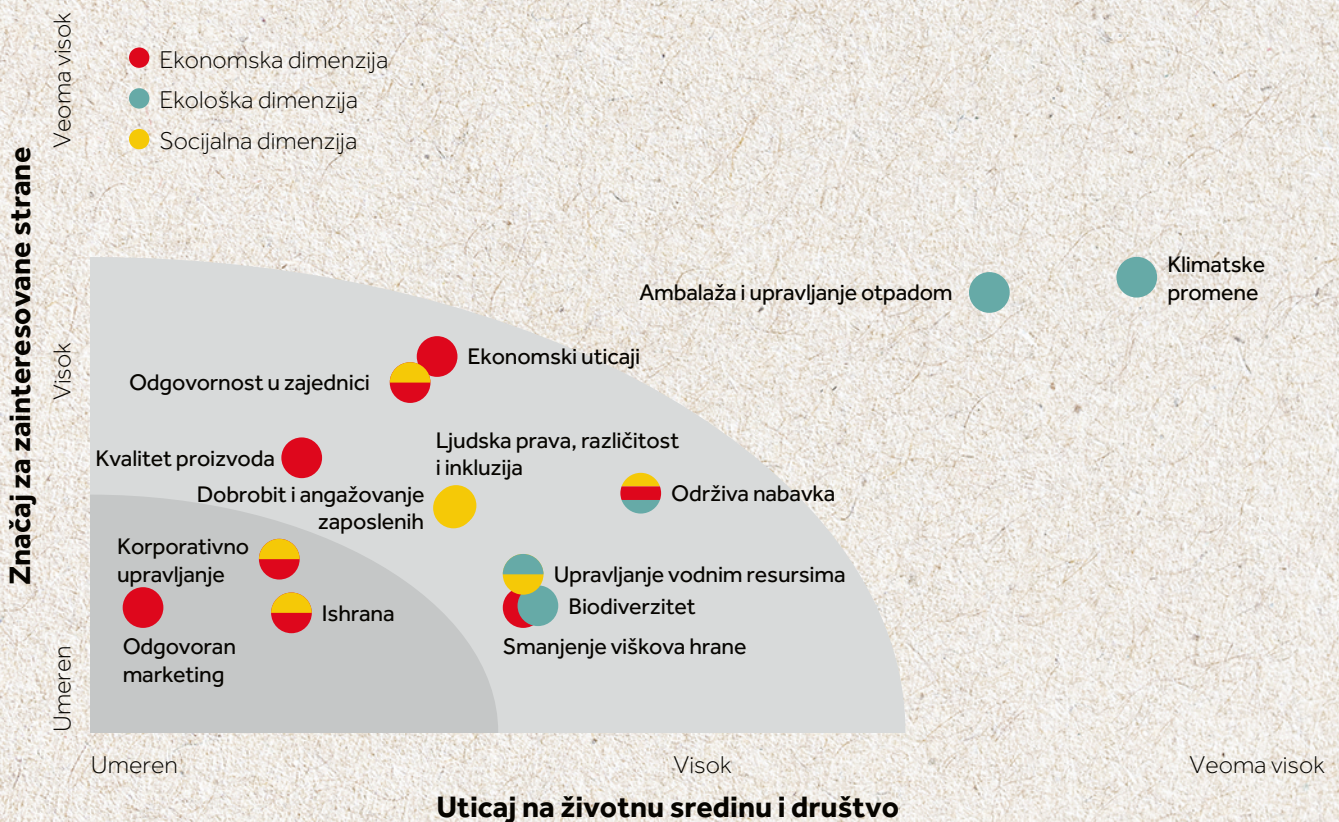 Veoma visok
Ekonomska dimenzija
Ekološka dimenzija
Socijalna dimenzija
Značaj za zainteresovane strane
Visok
Umeren
Klimatske
promene
Ambalaža i upravljanje otpadom
Ekonomski uticaji
Odgovornost u zajednici
Ljudska prava, različitost
i inkluzija
Kvalitet proizvoda
Dobrobit i angažovanje
zaposlenih
Održiva nabavka
Korporativno
upravljanje
Upravljanje vodnim resursima
Ishrana
Biodiverzitet
Odgovoran
marketing
Smanjenje viškova hrane
Umeren
Visok
Veoma visok
Uticaj na životnu sredinu i društvo